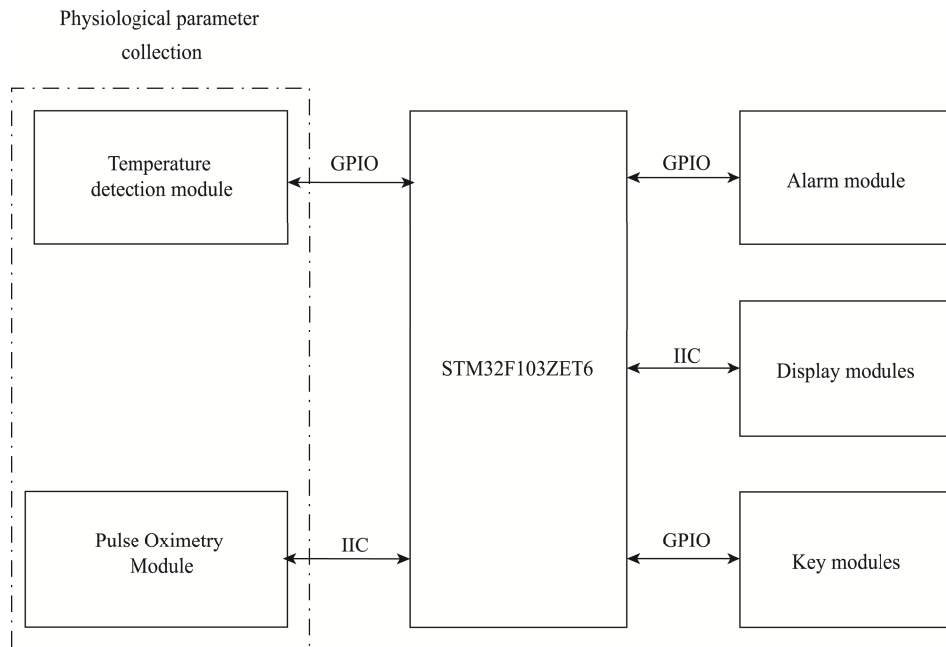 Physiological parameter
collection
Temperature
detection module
GPIO
Pulse Oximetry
Module
IIC
STM32F103ZET6
GPIO
Alarm module
IIC
Display modules
GPIO
Key modules